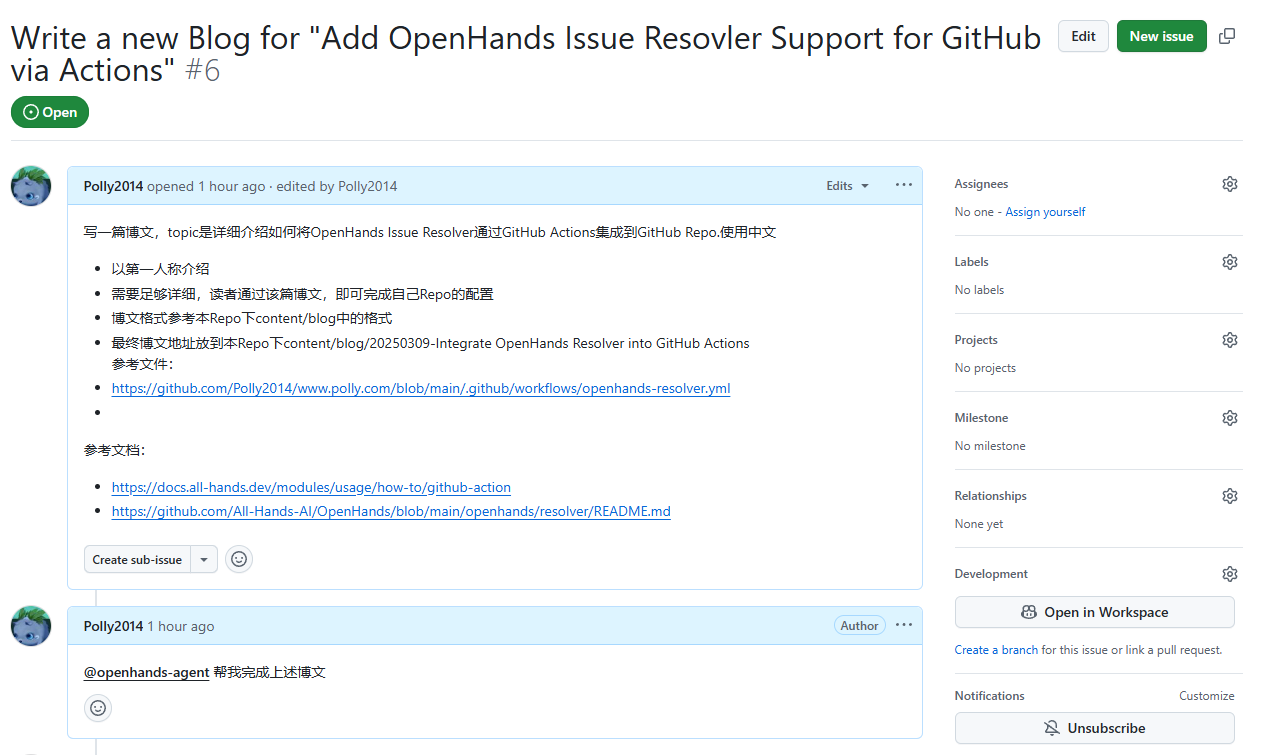 Write a new Blog for "Add OpenHands Issue Resovler Support for GitHub
via Actions" #6
Edit
New issue
Open
Polly2014 opened 1 hour ago · edited by Polly2014
Edits
写一篇博文，topic是详细介绍如何将OpenHands Issue Resolver通过GitHub Actions集成到GitHub Repo.使用中文
以第一人称介绍
需要足够详细，读者通过该篇博文，即可完成自己Repo的配置
博文格式参考本Repo下content/blog中的格式
最终博文地址放到本Repo下content/blog/20250309-Integrate OpenHands Resolver into GitHub Actions
参考文件：
https://github.com/Polly2014/www.polly.com/blob/main/.github/workflows/openhands-resolver.yml
参考文档：
https://docs.all-hands.dev/modules/usage/how-to/github-action
https://github.com/All-Hands-AI/OpenHands/blob/main/openhands/resolver/README.md
Create sub-issue
Polly2014 1 hour ago
Author
@openhands-agent 帮我完成上述博文
Assignees
No one - Assign yourself
Labels
No labels
Projects
No projects
Milestone
No milestone
Relationships
None yet
Development
Open in Workspace
Create a branch for this issue or link a pull request.
Notifications
Customize
Unsubscribe